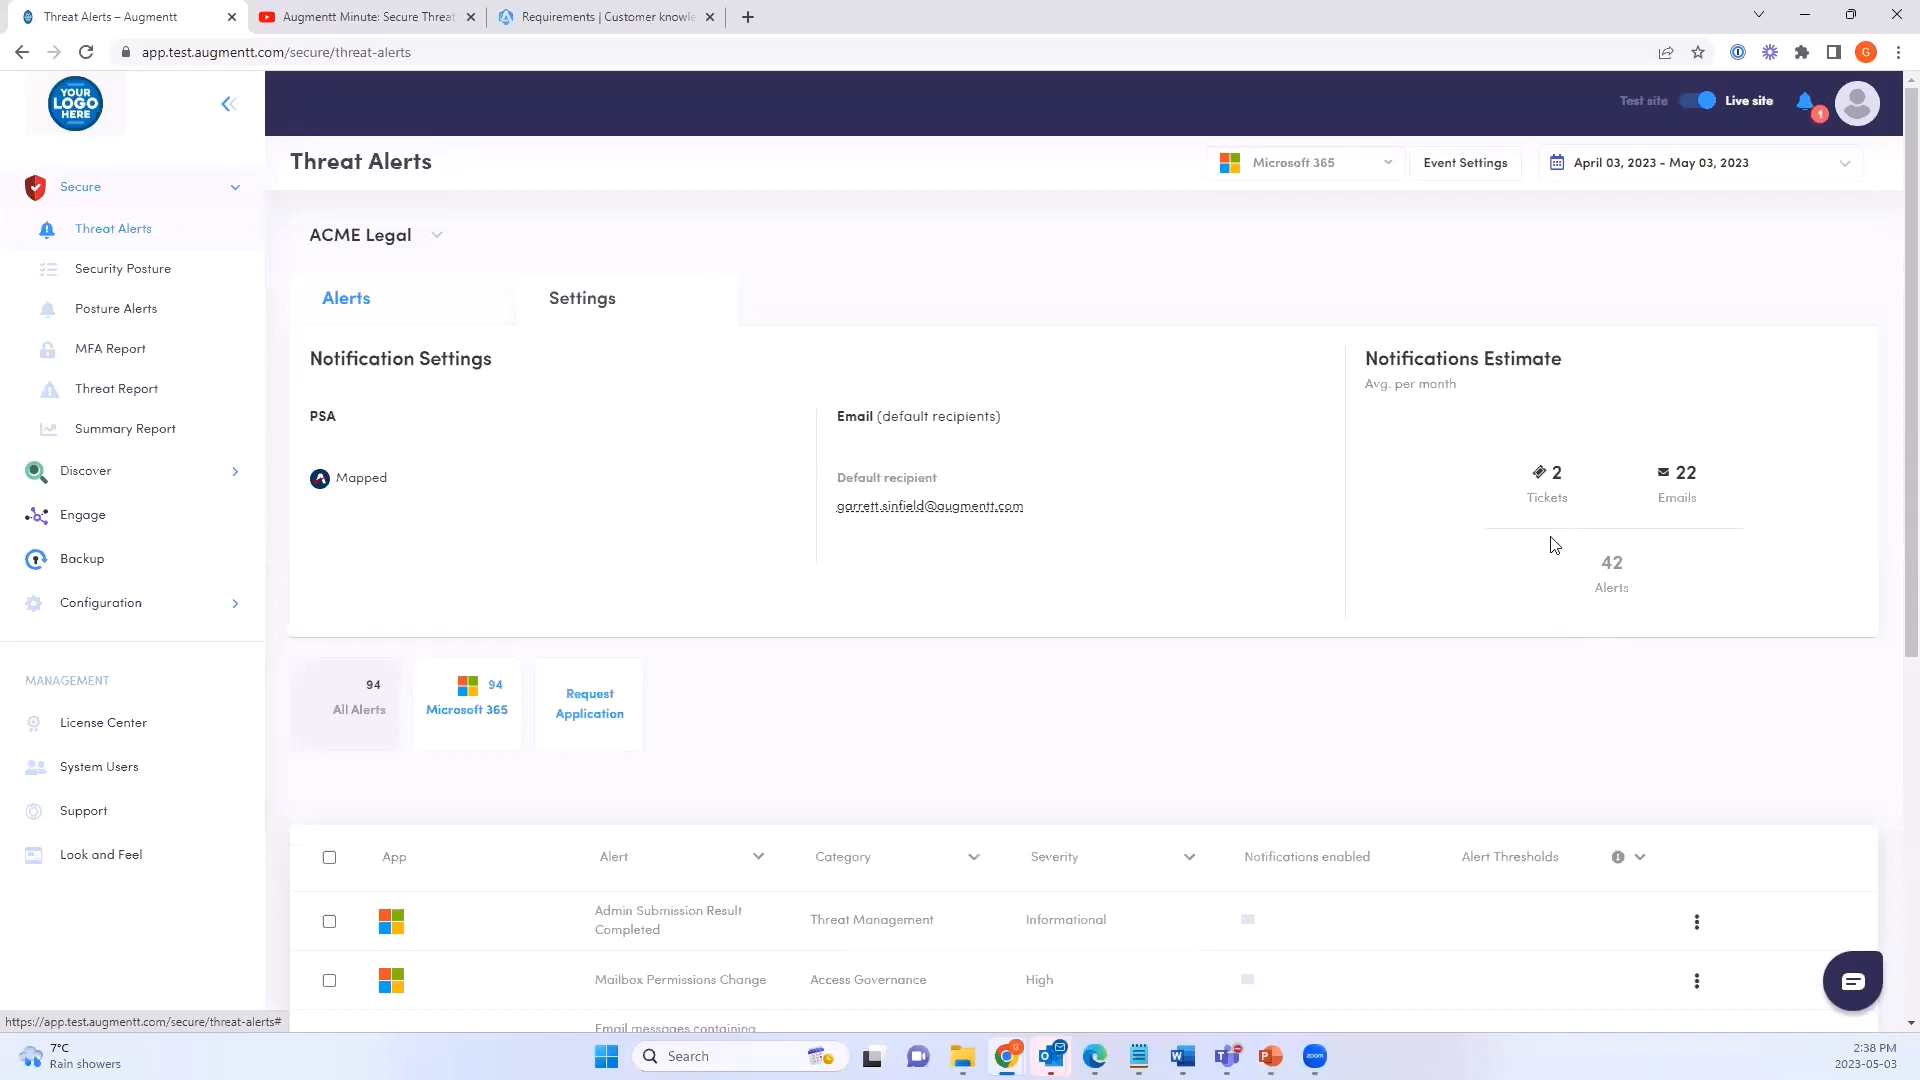 Threat Alerts – Augmentt
Augmentt Minute: Secure Threat
Requirements | Customer knowle
app.test.augmentt.com/secure/threat-alerts
G
YOUR
LOGO
HERE
Test site
Live site
1
Threat Alerts
Microsoft 365
Event Settings
April 03, 2023 - May 03, 2023
Secure
Threat Alerts
Security Posture
Posture Alerts
MFA Report
Threat Report
Summary Report
Discover
Engage
Backup
Configuration
MANAGEMENT
License Center
System Users
Support
Look and Feel
ACME Legal
Alerts
Settings
Notification Settings
PSA
Mapped
Email (default recipients)
Default recipient
garrett.sinfield@augmentt.com
Notifications Estimate
Avg. per month
2
Tickets
22
Emails
42
Alerts
94
All Alerts
94
Microsoft 365
Request
Application
App
Alert
Category
Severity
Notifications enabled
Alert Thresholds
Admin Submission Result
Completed
Threat Management
Informational
Mailbox Permissions Change
Access Governance
High
Email messages containing
https://app.test.augmentt.com/secure/threat-alerts#
7°C
Rain showers
Search
zoom
2:38 PM
2023-05-03